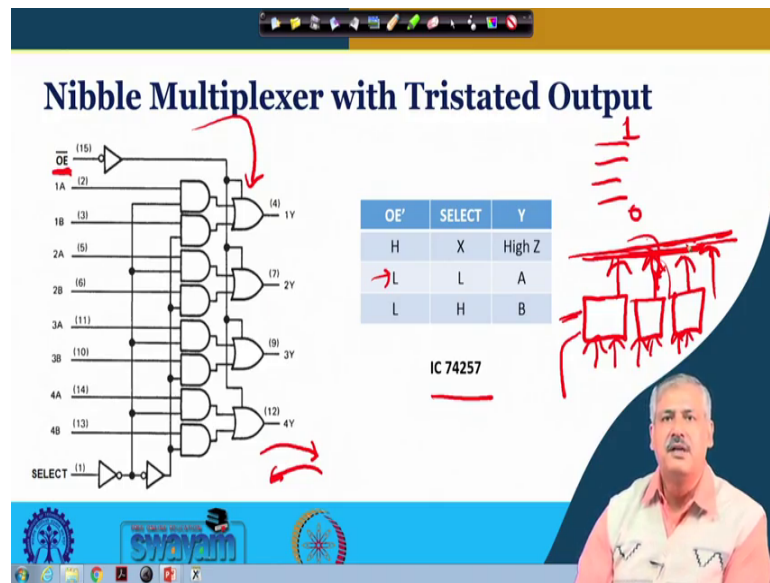 Nibble Multiplexer with Tristated Output
OE (15)
1A (2)
(4) 1Y
1B (3)
2A (5)
(7) 2Y
2B (6)
3A (11)
(9) 3Y
3B (10)
4A (14)
(12) 4Y
4B (13)
SELECT (1)
OE' SELECT Y
H X High Z
L L A
L H B
IC 74257
1
0
swayam